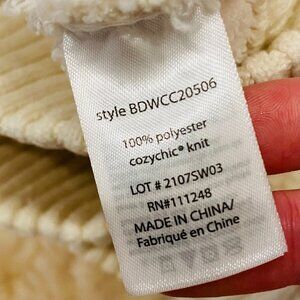 style BDWCC20506
100% polyester
cozychic® knit
LOT # 2107SW03
RN#111248
MADE IN CHINA/
Fabriqué en Chine